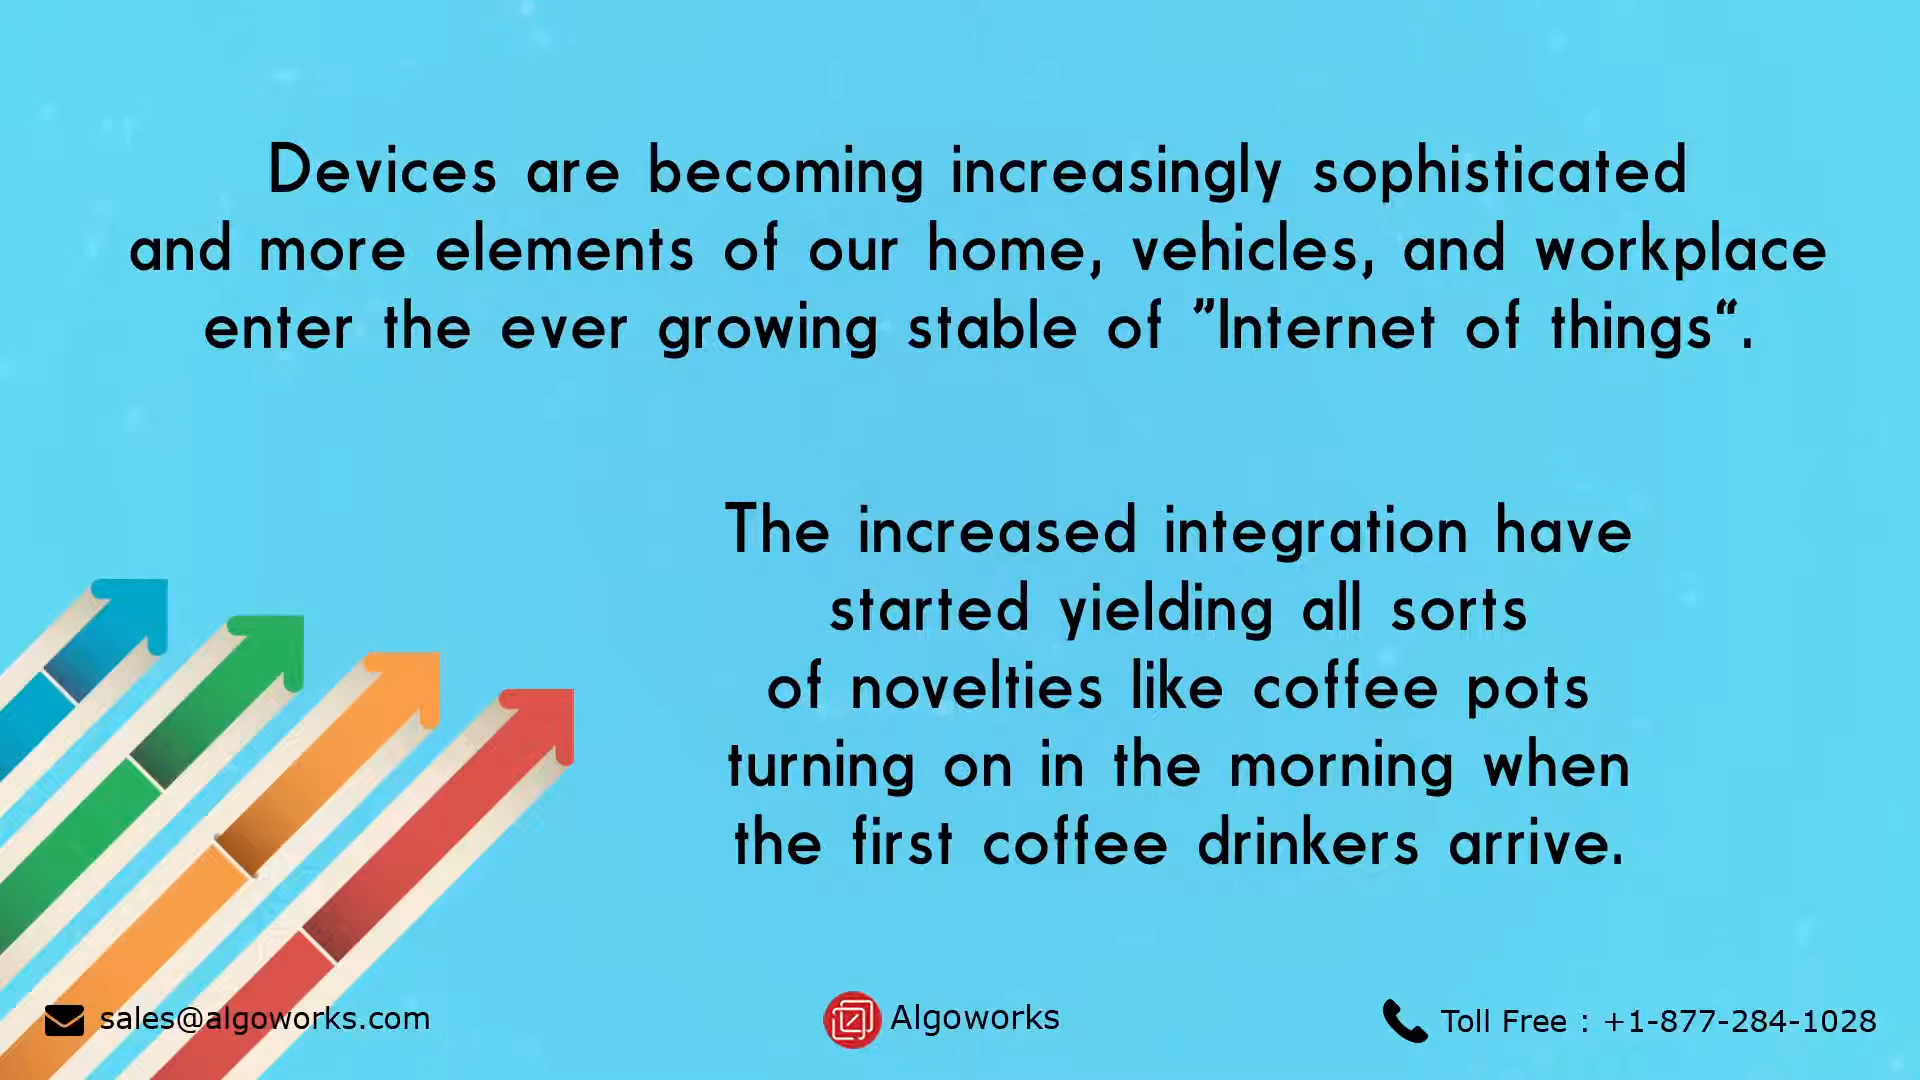 Devices are becoming increasingly sophisticated
and more elements of our home, vehicles, and workplace
enter the ever growing stable of ”Internet of things“.
The increased integration have
started yielding all sorts
of novelties like coffee pots
turning on in the morning when
the first coffee drinkers arrive.
sales@algoworks.com
Algoworks
Toll Free : +1-877-284-1028